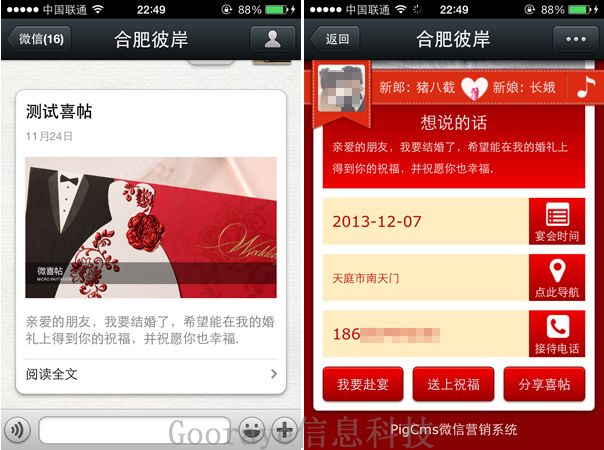 中国联通
22:49
88%
微信(16)
合肥彼岸
测试喜帖
11月24日
Wedding
微喜帖
MICRO INVITATIONS
亲爱的朋友，我要结婚了，希望能在我的婚
礼上得到你的祝福，并祝愿你也幸福.
阅读全文
中国联通
22:49
88%
返回
合肥彼岸
新郎：猪八截
新娘：长娥
想说的话
亲爱的朋友，我要结婚了，希望能在我的婚礼上
得到你的祝福，并祝愿你也幸福.
2013-12-07
宴会时间
天庭市南天门
点此导航
186
接待电话
我要赴宴
送上祝福
分享喜帖
PigCms微信营销系统
信息科技